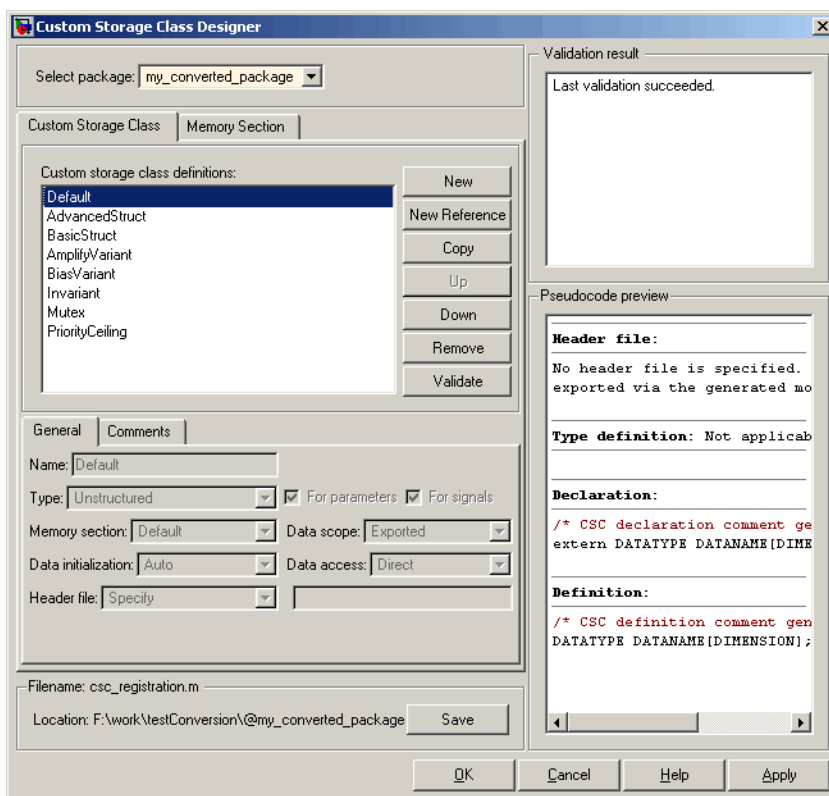 Custom Storage Class Designer
Select package: my_converted_package
Custom Storage Class
Memory Section
Custom storage class definitions:
Default
AdvancedStruct
BasicStruct
AmplifyVariant
BiasVariant
Invariant
Mutex
PriorityCeiling
New
New Reference
Copy
Up
Down
Remove
Validate
General
Comments
Name: Default
Type: Unstructured For parameters For signals
Memory section: Default Data scope: Exported
Data initialization: Auto Data access: Direct
Header file: Specify
Filename: csc_registration.m
Location: F:\work\testConversion\@my_converted_package Save
Validation result
Last validation succeeded.
Pseudocode preview
Header file:
No header file is specified.
exported via the generated mo
Type definition: Not applicab
Declaration:
/* CSC declaration comment ge
extern DATATYPE DATANAME[DIME
Definition:
/* CSC definition comment gen
DATATYPE DATANAME[DIMENSION];
OK Cancel Help Apply